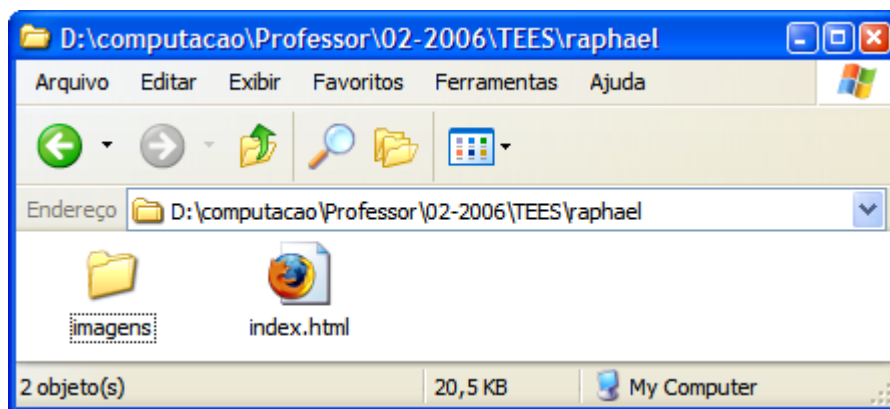 D:\computacao\Professor\02-2006\TEES\raphael
Arquivo Editar Exibir Favoritos Ferramentas Ajuda
Endereço D:\computacao\Professor\02-2006\TEES\raphael
imagens index.html
2 objeto(s) 20,5 KB My Computer